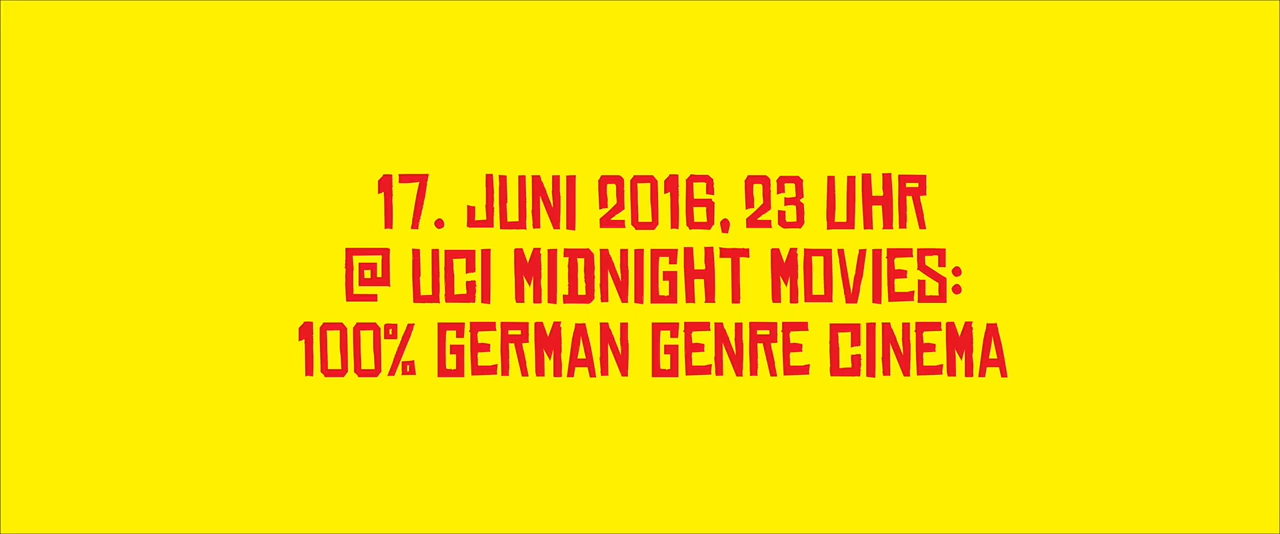 17. JUNI 2016, 23 UHR
@ UCI MIDNIGHT MOVIES:
100% GERMAN GENRE CINEMA